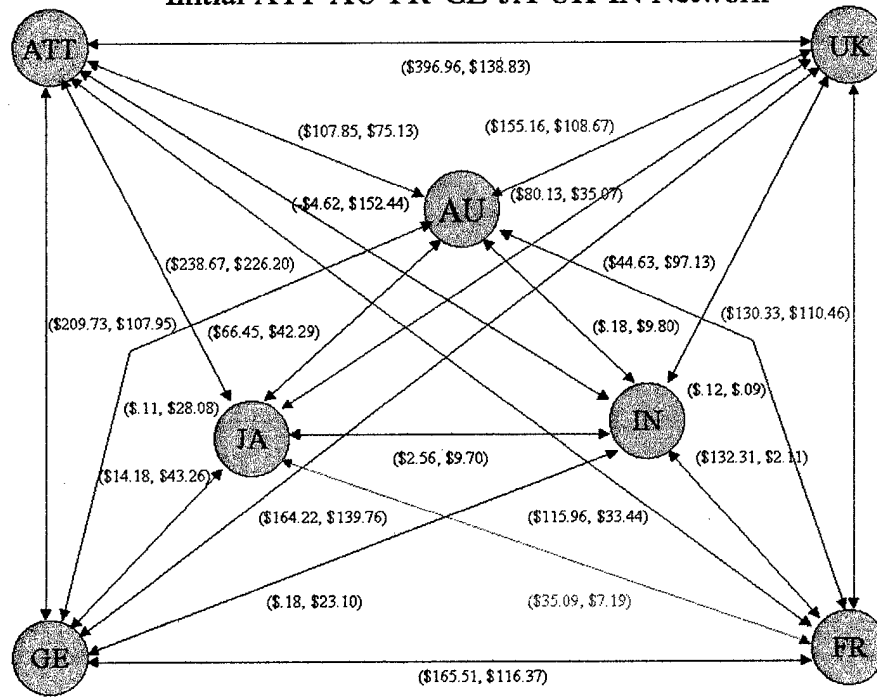 Initial ATT-AU-FR-GE-JA-UK-IN Network
ATT
UK
($396.96, $138.83)
($107.85, $75.13)
($155.16, $108.67)
(-$4.62, $152.44)
AU
($80.13, $35.07)
($238.67, $226.20)
($44.63, $97.13)
($209.73, $107.95)
($66.45, $42.29)
($.18, $9.80)
($130.33, $110.46)
($.11, $28.08)
JA
IN
($.12, $.09)
($2.56, $9.70)
($132.31, $2.11)
($14.18, $43.26)
($164.22, $139.76)
($115.96, $33.44)
($.18, $23.10)
($35.09, $7.19)
GE
FR
($165.51, $116.37)